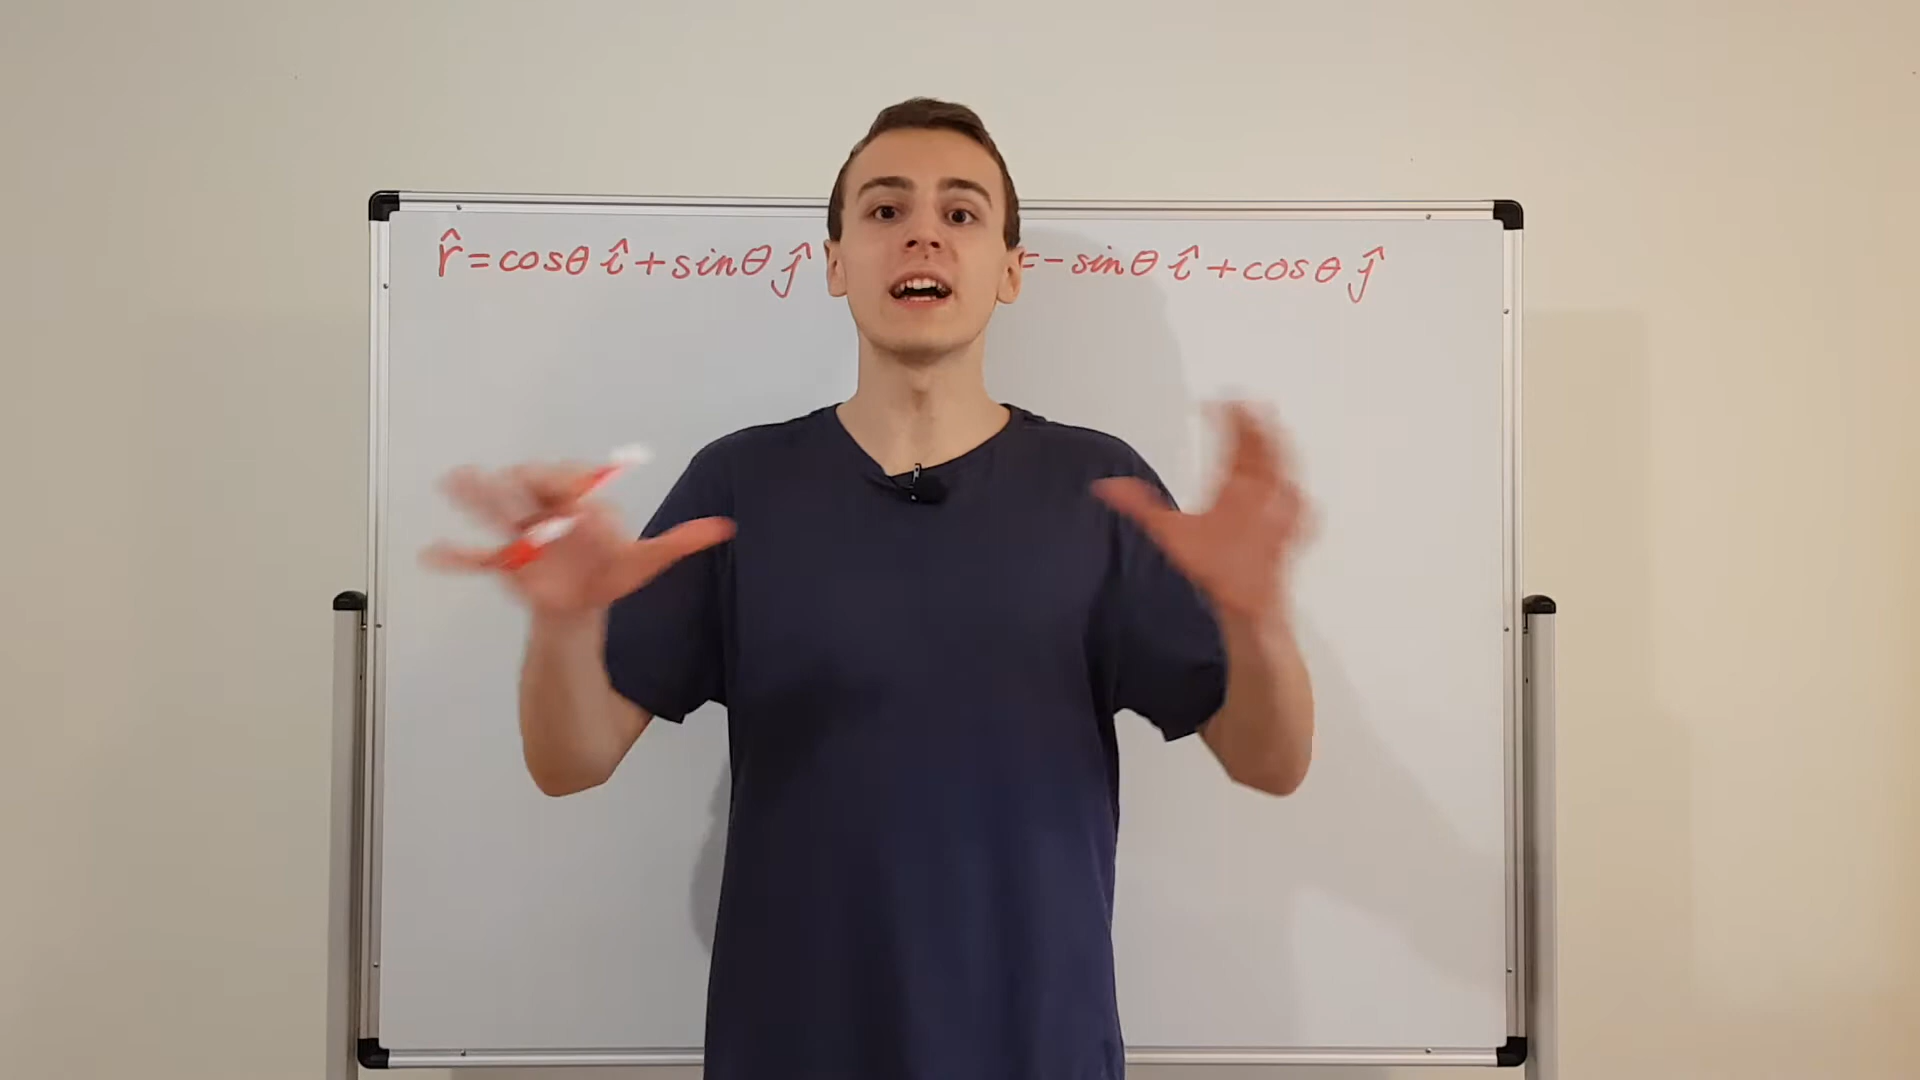 r̂ = cosθ î + sinθ ĵ = -sinθ î + cosθ ĵ